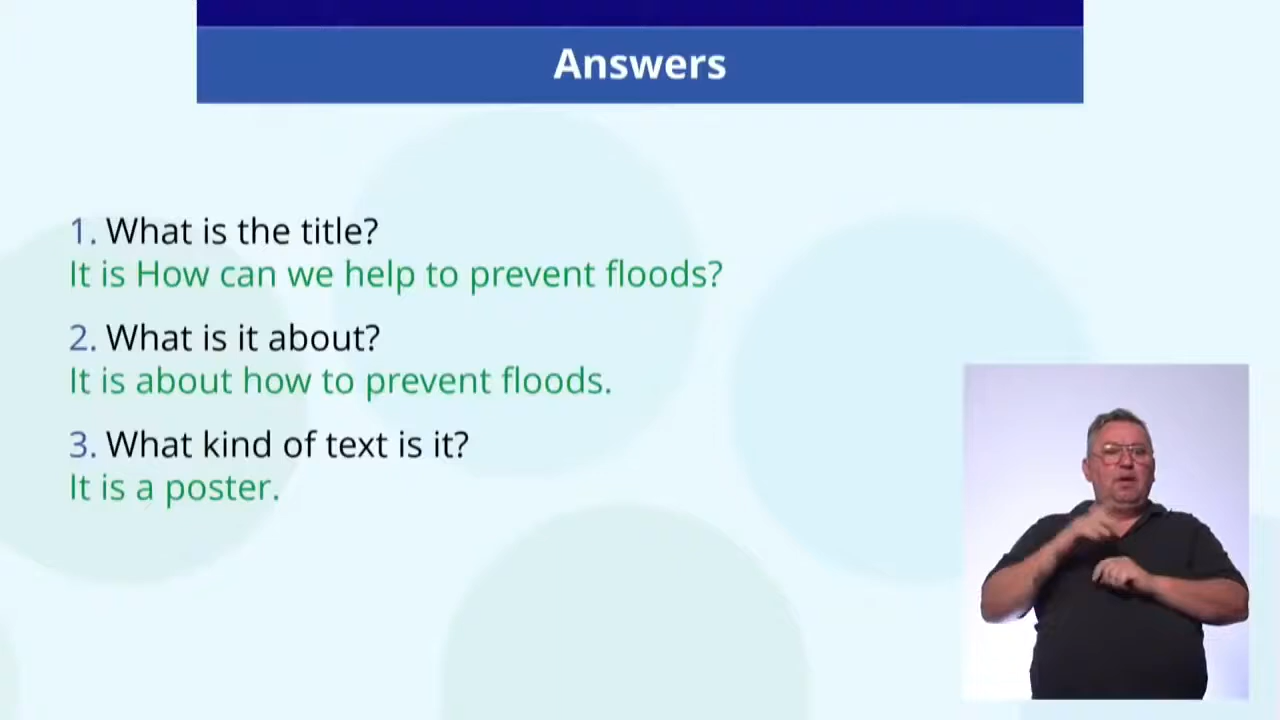 Answers
1. What is the title?
It is How can we help to prevent floods?
2. What is it about?
It is about how to prevent floods.
3. What kind of text is it?
It is a poster.